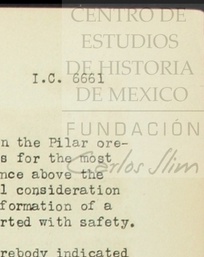 CENTRO DE
ESTUDIOS
DE HISTORIA
DE MEXICO
I.C. 6661
FUNDACIÓN
Carlos Slim
n the Pilar ore-
s for the most
nce above the
l consideration
formation of a
rted with safety.
rebody indicated